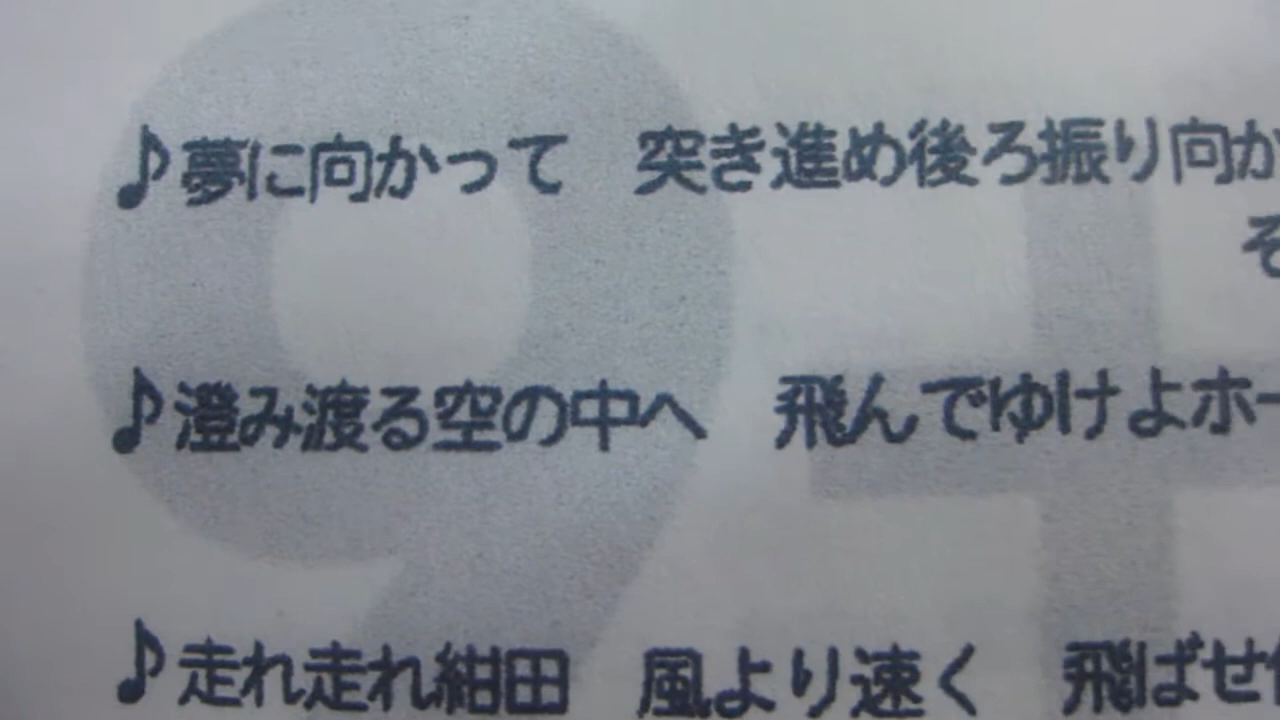 ♪夢に向かって 突き進め後ろ振り向か
そ
♪澄み渡る空の中へ 飛んでゆけよホー
♪走れ走れ紺田 風より速く 飛ばせ